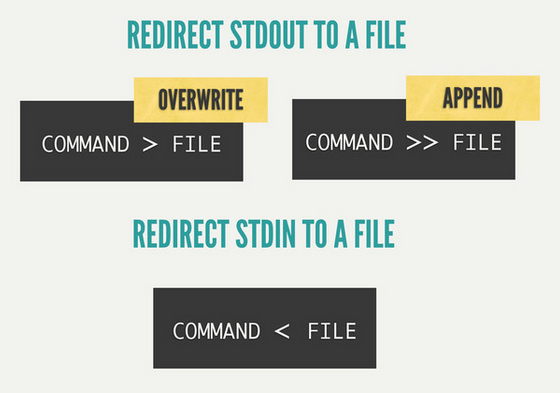 REDIRECT STDOUT TO A FILE
OVERWRITE
COMMAND > FILE
APPEND
COMMAND >> FILE
REDIRECT STDIN TO A FILE
COMMAND < FILE